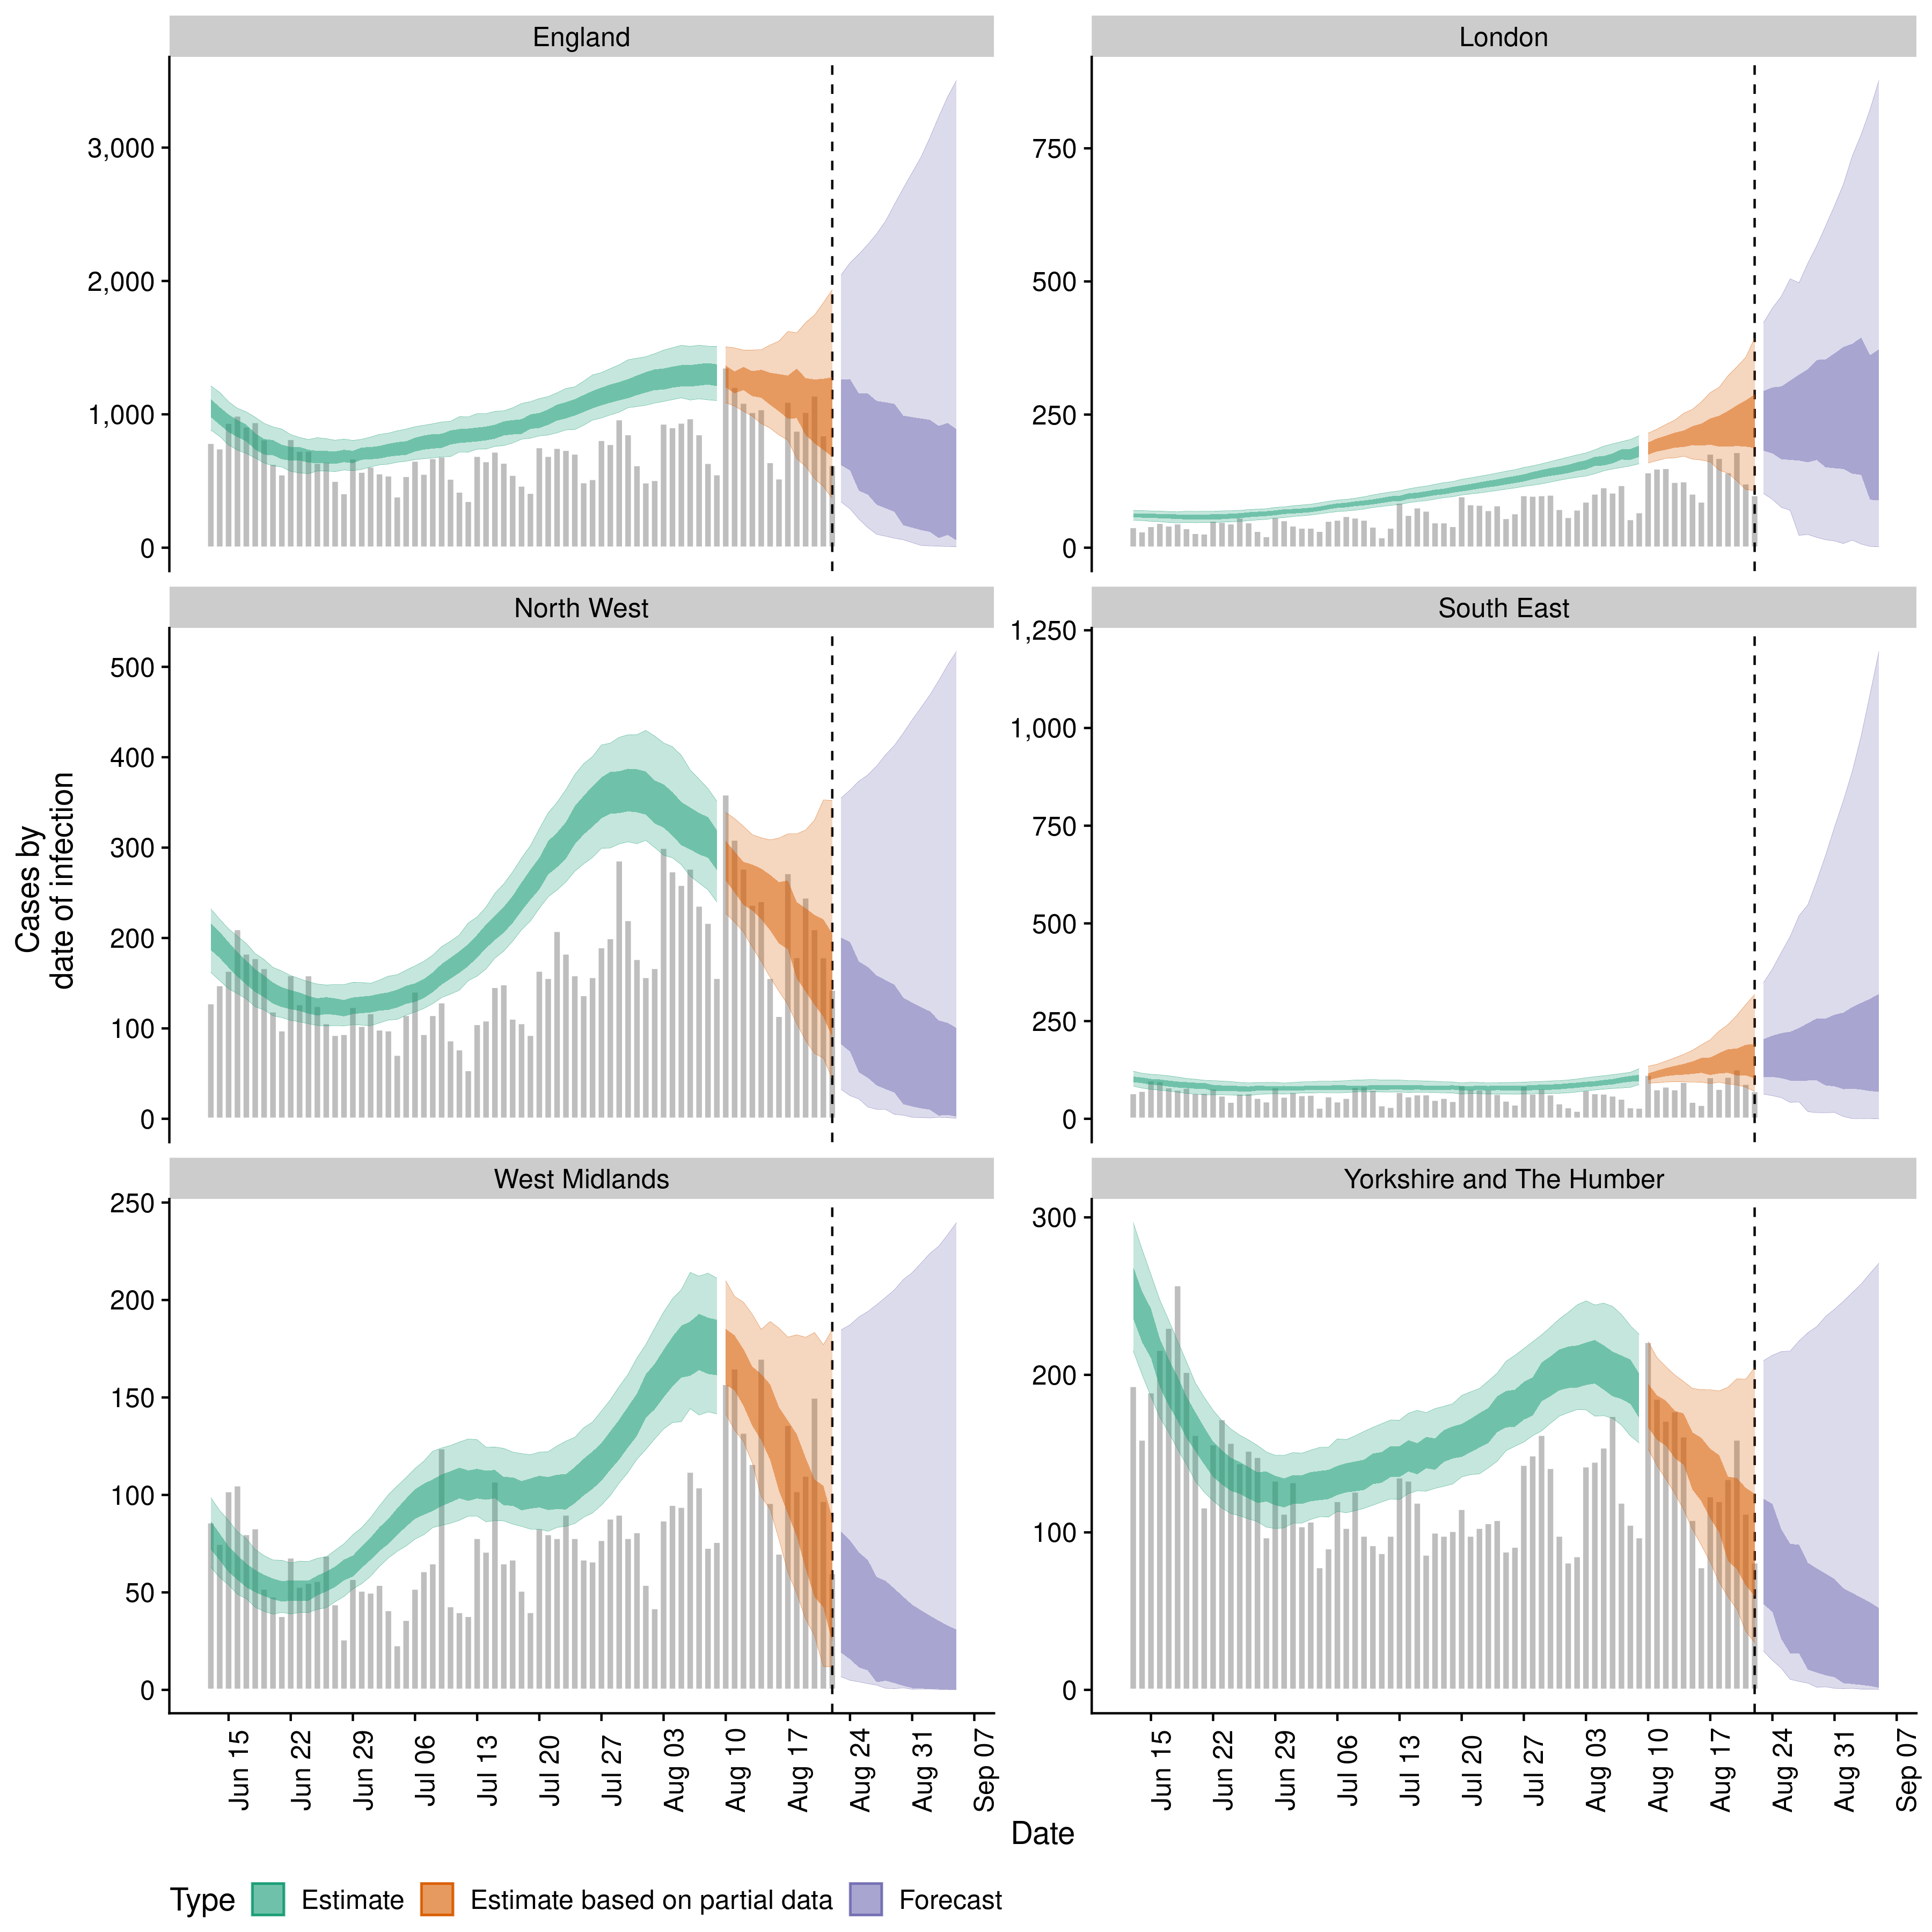 England
London
3,000
2,000
1,000
0
750
500
250
0
North West
South East
500
400
300
200
100
0
1,250
1,000
750
500
250
0
Cases by
date of infection
West Midlands
Yorkshire and The Humber
250
200
150
100
50
0
300
200
100
0
Jun 15
Jun 22
Jun 29
Jul 06
Jul 13
Jul 20
Jul 27
Aug 03
Aug 10
Aug 17
Aug 24
Aug 31
Sep 07
Jun 15
Jun 22
Jun 29
Jul 06
Jul 13
Jul 20
Jul 27
Aug 03
Aug 10
Aug 17
Aug 24
Aug 31
Sep 07
Date
Type Estimate Estimate based on partial data Forecast